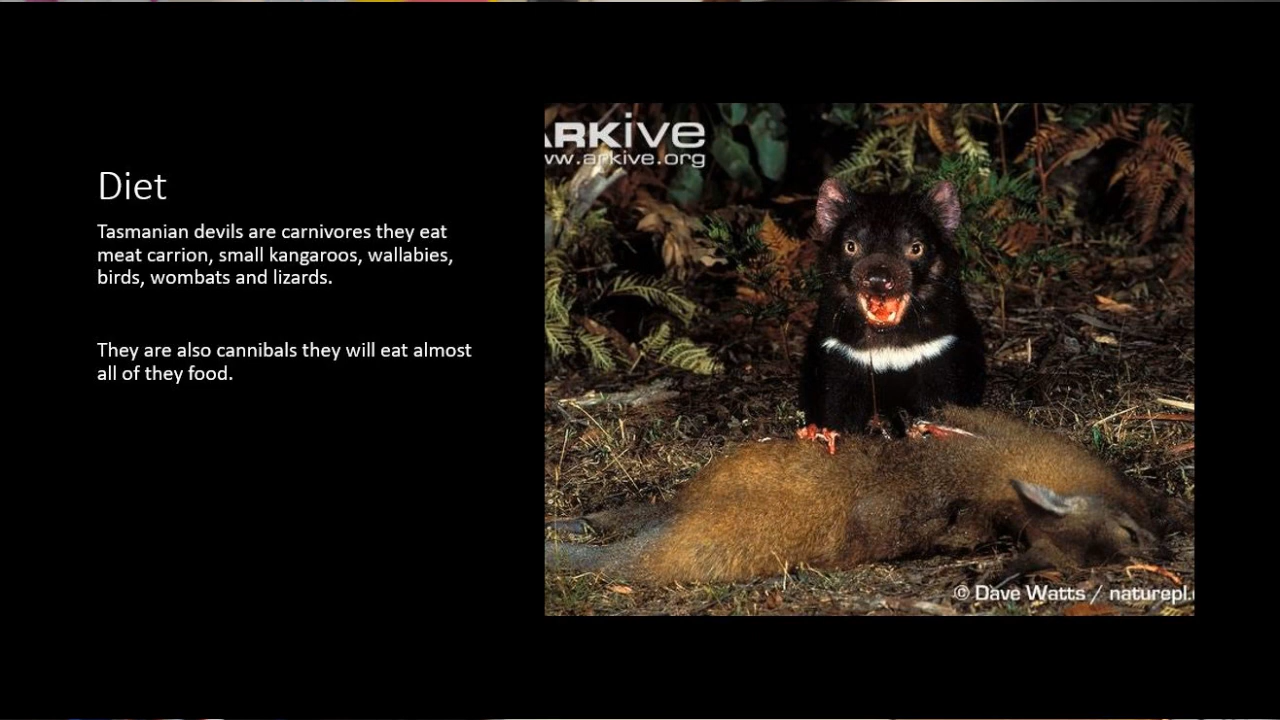 ARKive
www.arkive.org
Diet
Tasmanian devils are carnivores they eat
meat carrion, small kangaroos, wallabies,
birds, wombats and lizards.
They are also cannibals they will eat almost
all of they food.
© Dave Watts / naturepl.